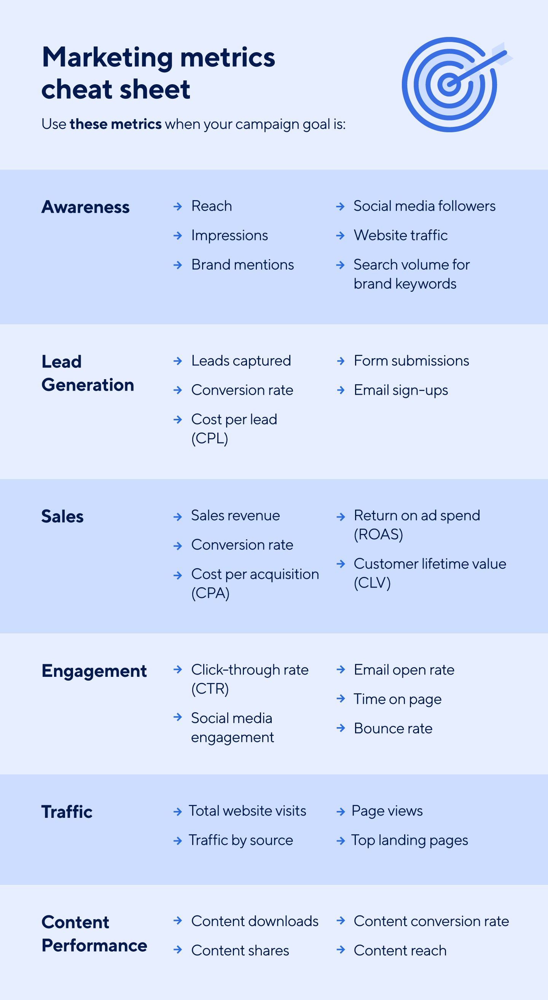 Marketing metrics
cheat sheet
Use these metrics when your campaign goal is:
Awareness
Reach
Impressions
Brand mentions
Social media followers
Website traffic
Search volume for
brand keywords
Lead
Generation
Leads captured
Conversion rate
Cost per lead
(CPL)
Form submissions
Email sign-ups
Sales
Sales revenue
Conversion rate
Cost per acquisition
(CPA)
Return on ad spend
(ROAS)
Customer lifetime value
(CLV)
Engagement
Click-through rate
(CTR)
Social media
engagement
Email open rate
Time on page
Bounce rate
Traffic
Total website visits
Traffic by source
Page views
Top landing pages
Content
Performance
Content downloads
Content shares
Content conversion rate
Content reach